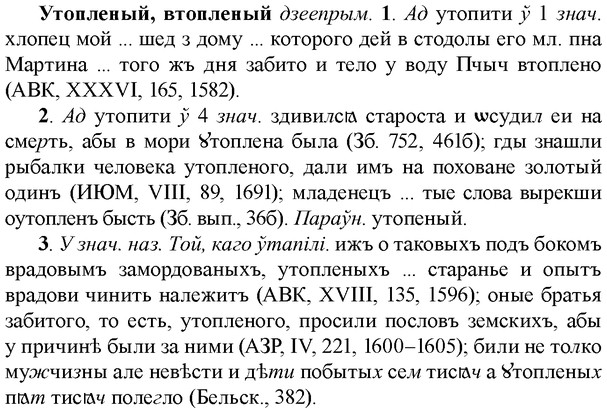 Утопленый, втопленый дзеепрым. 1. Ад утопити ў 1 знач.
хлопец мой ... шед з дому ... которого дей в стодолы его мл. пна
Мартина ... того жъ дня забито и тело у воду Пчыч втоплено
(АВК, XXXVI, 165, 1582).
2. Ад утопити ў 4 знач. здивилсꙗ староста и ѡсудил еи на
смерть, абы в мори ꙋтоплена была (Зб. 752, 461б); гды знашли
рыбалки человека утопленого, дали имъ на поховане золотый
одинъ (ИЮМ, VIII, 89, 1691); младенецъ ... тые слова вырекши
оутопленъ бысть (Зб. вып., 36б). Параўн. утопеный.
3. У знач. наз. Той, каго ўтапілі. ижъ о таковыхъ подъ бокомъ
врадовымъ замордованыхъ, утопленыхъ ... старанье и опытъ
врадови чинить належитъ (АВК, XVIII, 135, 1596); оные братья
забитого, то есть, утопленого, просили пословъ земскихъ, абы
у причинѣ были за ними (АЗР, IV, 221, 1600–1605); били не толко
мужчизны але невѣсти и дѣти побытых сем тисꙗч а ꙋтопленых
пꙗт тисꙗч полегло (Бельск., 382).